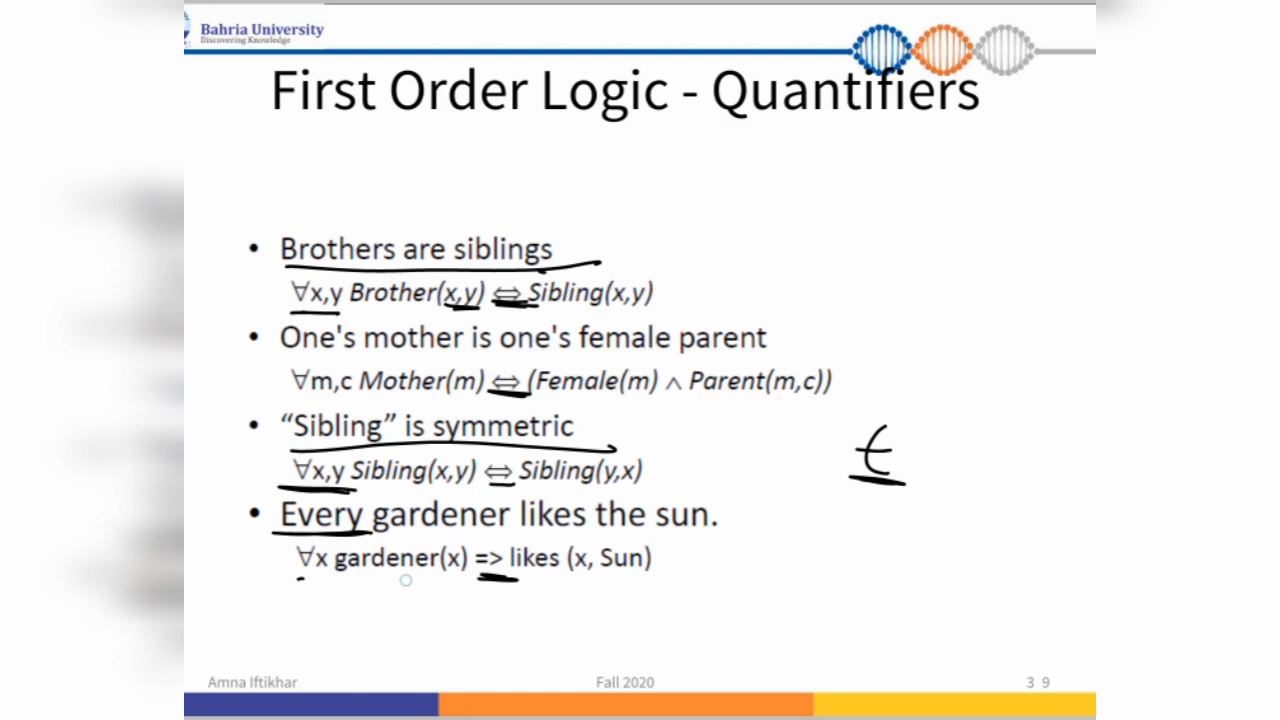 Bahria University
Discovering Knowledge
First Order Logic - Quantifiers
• Brothers are siblings
∀x,y Brother(x,y) ⇔ Sibling(x,y)
• One's mother is one's female parent
∀m,c Mother(m) ⇔ (Female(m) ∧ Parent(m,c))
• “Sibling” is symmetric
∀x,y Sibling(x,y) ⇔ Sibling(y,x)
• Every gardener likes the sun.
∀x gardener(x) => likes (x, Sun)
Amna Iftikhar Fall 2020 3 9